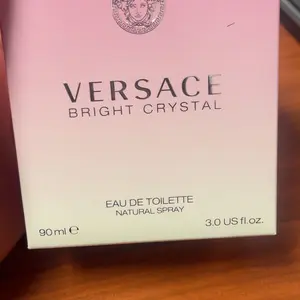 VERSACE
BRIGHT CRYSTAL
EAU DE TOILETTE
NATURAL SPRAY
90 ml ℮
3.0 US fl.oz.